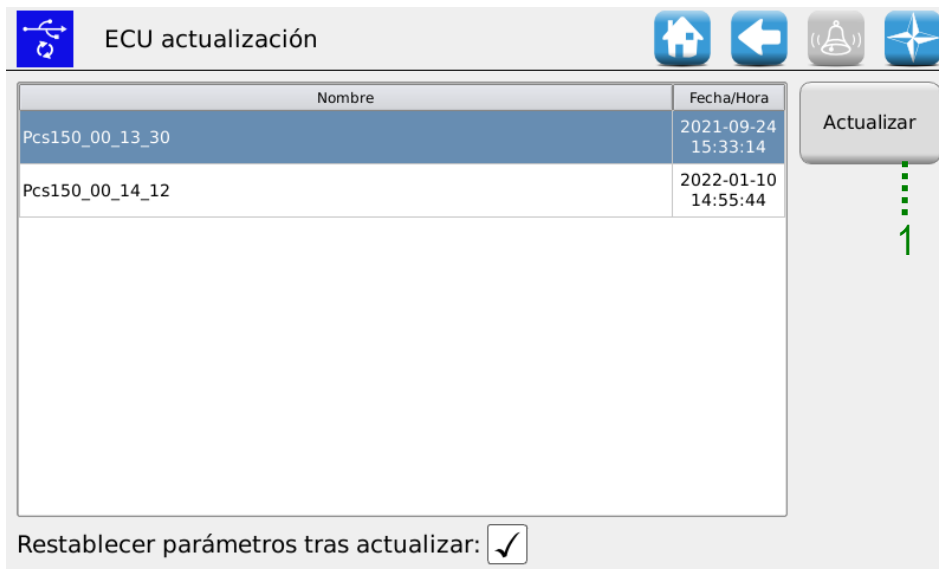 ECU actualización
Nombre
Fecha/Hora
Actualizar
Pcs150_00_13_30
2021-09-24
15:33:14
Pcs150_00_14_12
2022-01-10
14:55:44
1
Restablecer parámetros tras actualizar: